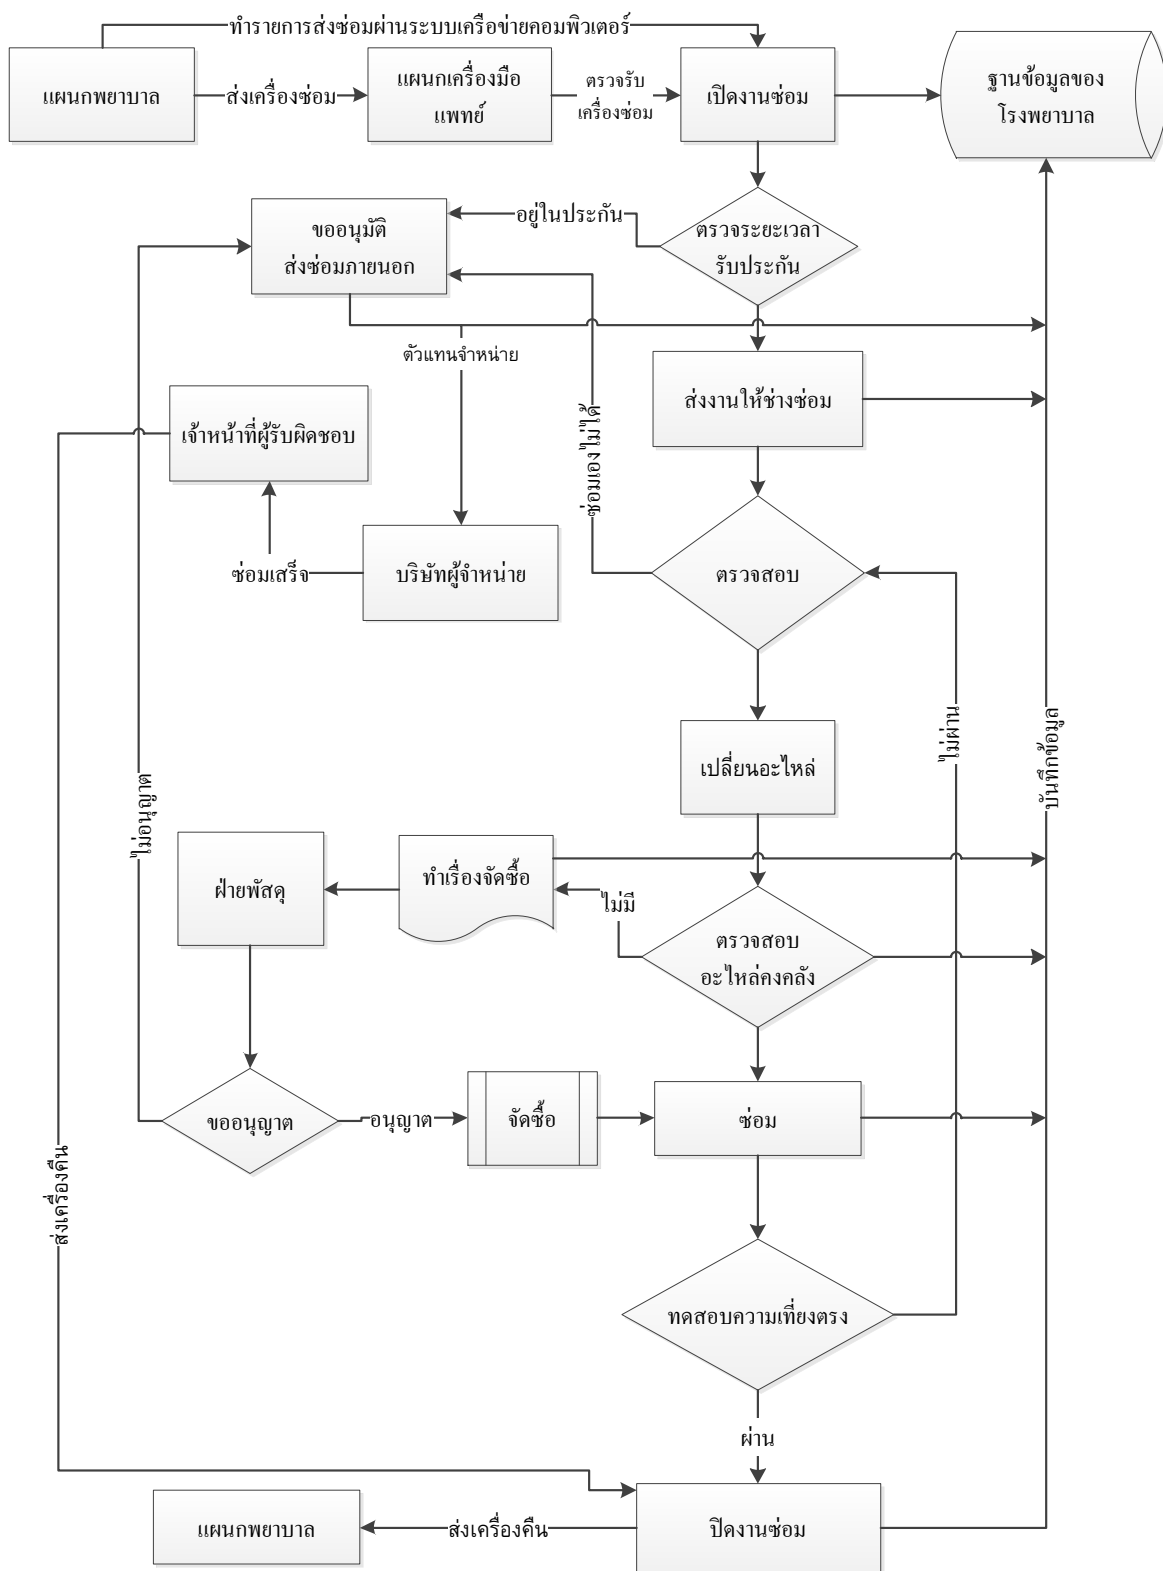 ทำรายการส่งซ่อมผ่านระบบเครือข่ายคอมพิวเตอร์
แผนกพยาบาล
ส่งเครื่องซ่อม
แผนกเครื่องมือ
แพทย์
ตรวจรับ
เครื่องซ่อม
เปิดงานซ่อม
ฐานข้อมูลของ
โรงพยาบาล
ขออนุมัติ
ส่งซ่อมภายนอก
อยู่ในประกัน
ตรวจระยะเวลา
รับประกัน
ตัวแทนจำหน่าย
ส่งงานให้ช่างซ่อม
เจ้าหน้าที่ผู้รับผิดชอบ
ซ่อมเองไม่ได้
ซ่อมเสร็จ
บริษัทผู้จำหน่าย
ตรวจสอบ
ไม่ผ่าน
บันทึกข้อมูล
เปลี่ยนอะไหล่
ไม่อนุญาต
ฝ่ายพัสดุ
ทำเรื่องจัดซื้อ
ไม่มี
ตรวจสอบ
อะไหล่คงคลัง
ขออนุญาต
อนุญาต
จัดซื้อ
ซ่อม
ส่งเครื่องคืน
ทดสอบความเที่ยงตรง
ผ่าน
แผนกพยาบาล
ส่งเครื่องคืน
ปิดงานซ่อม